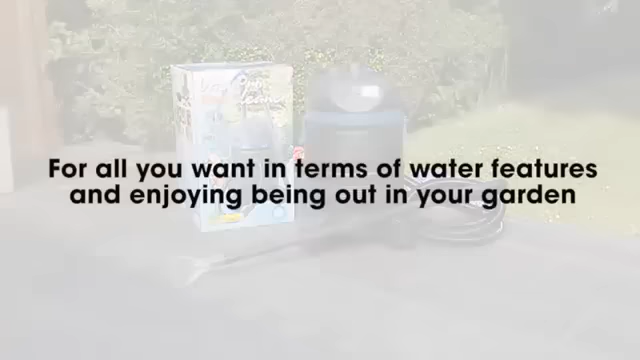 For all you want in terms of water features
and enjoying being out in your garden